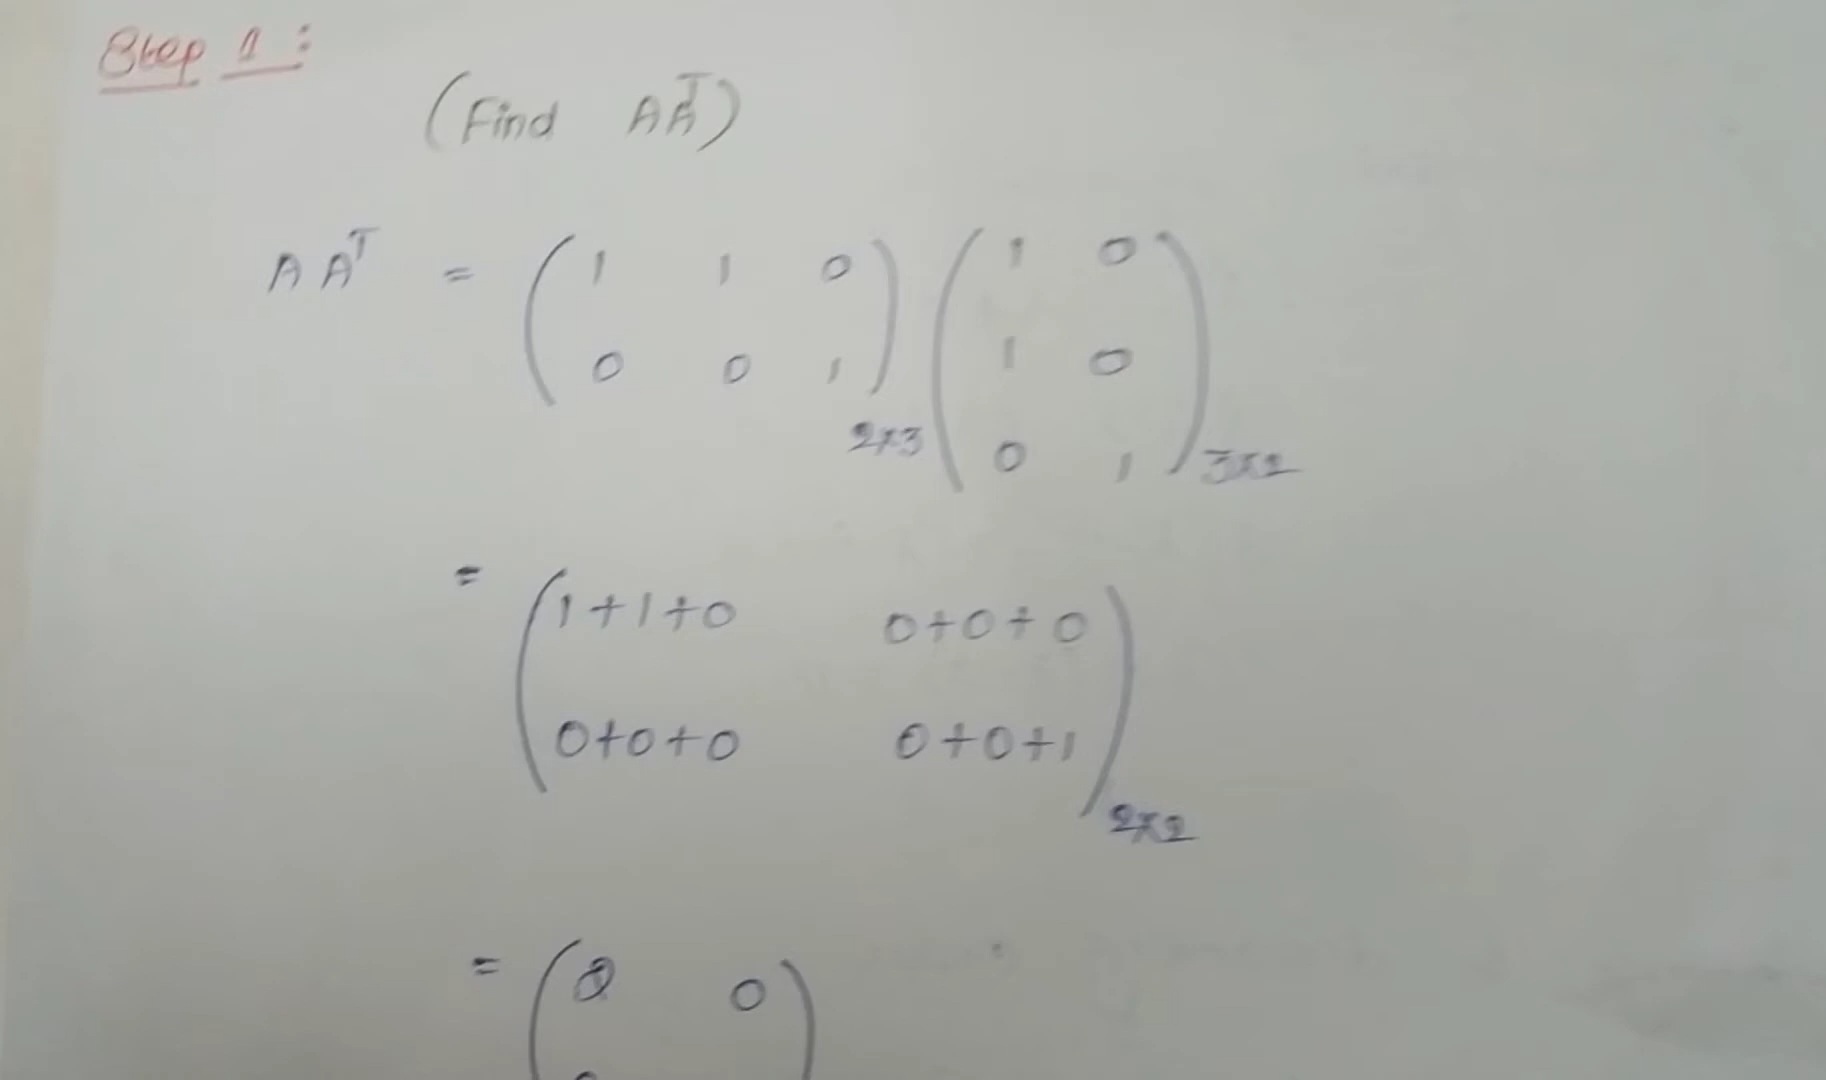 Step 1:
(Find AAᵀ)
AAᵀ = ( 1 1 0 ) ( 1 0 )
( 0 0 1 )2x3 ( 1 0 )
( 0 1 )3x2
= ( 1+1+0 0+0+0 )
( 0+0+0 0+0+1 )2x2
= ( 2 0 )